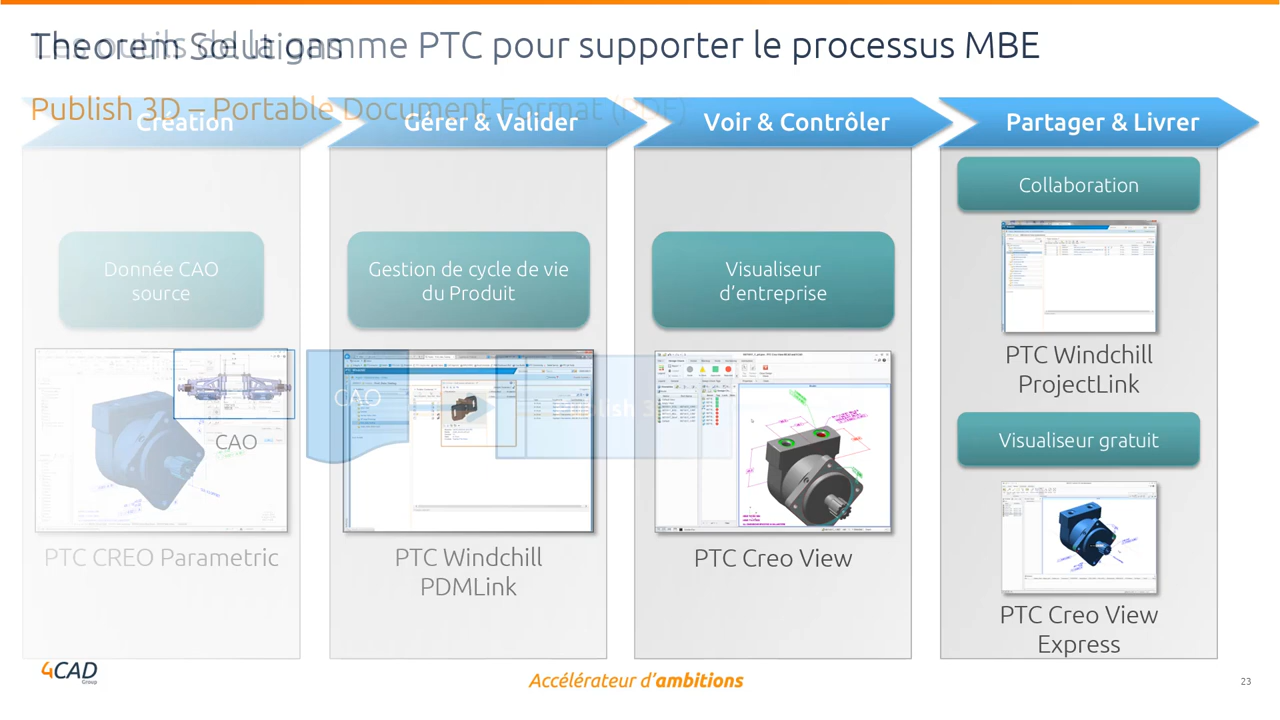 Les outils de la gamme PTC pour supporter le processus MBE
Theorem Solutions
Publish 3D – Portable Document Format (PDF)
Création
Gérer & Valider
Voir & Contrôler
Partager & Livrer
Donnée CAO
source
CAO
PTC CREO Parametric
Gestion de cycle de vie
du Produit
CAO
Publish 3
PTC Windchill
PDMLink
Visualiseur
d’entreprise
PTC Creo View
Collaboration
PTC Windchill
ProjectLink
Visualiseur gratuit
PTC Creo View
Express
4CAD
Group
Accélérateur d’ambitions
23